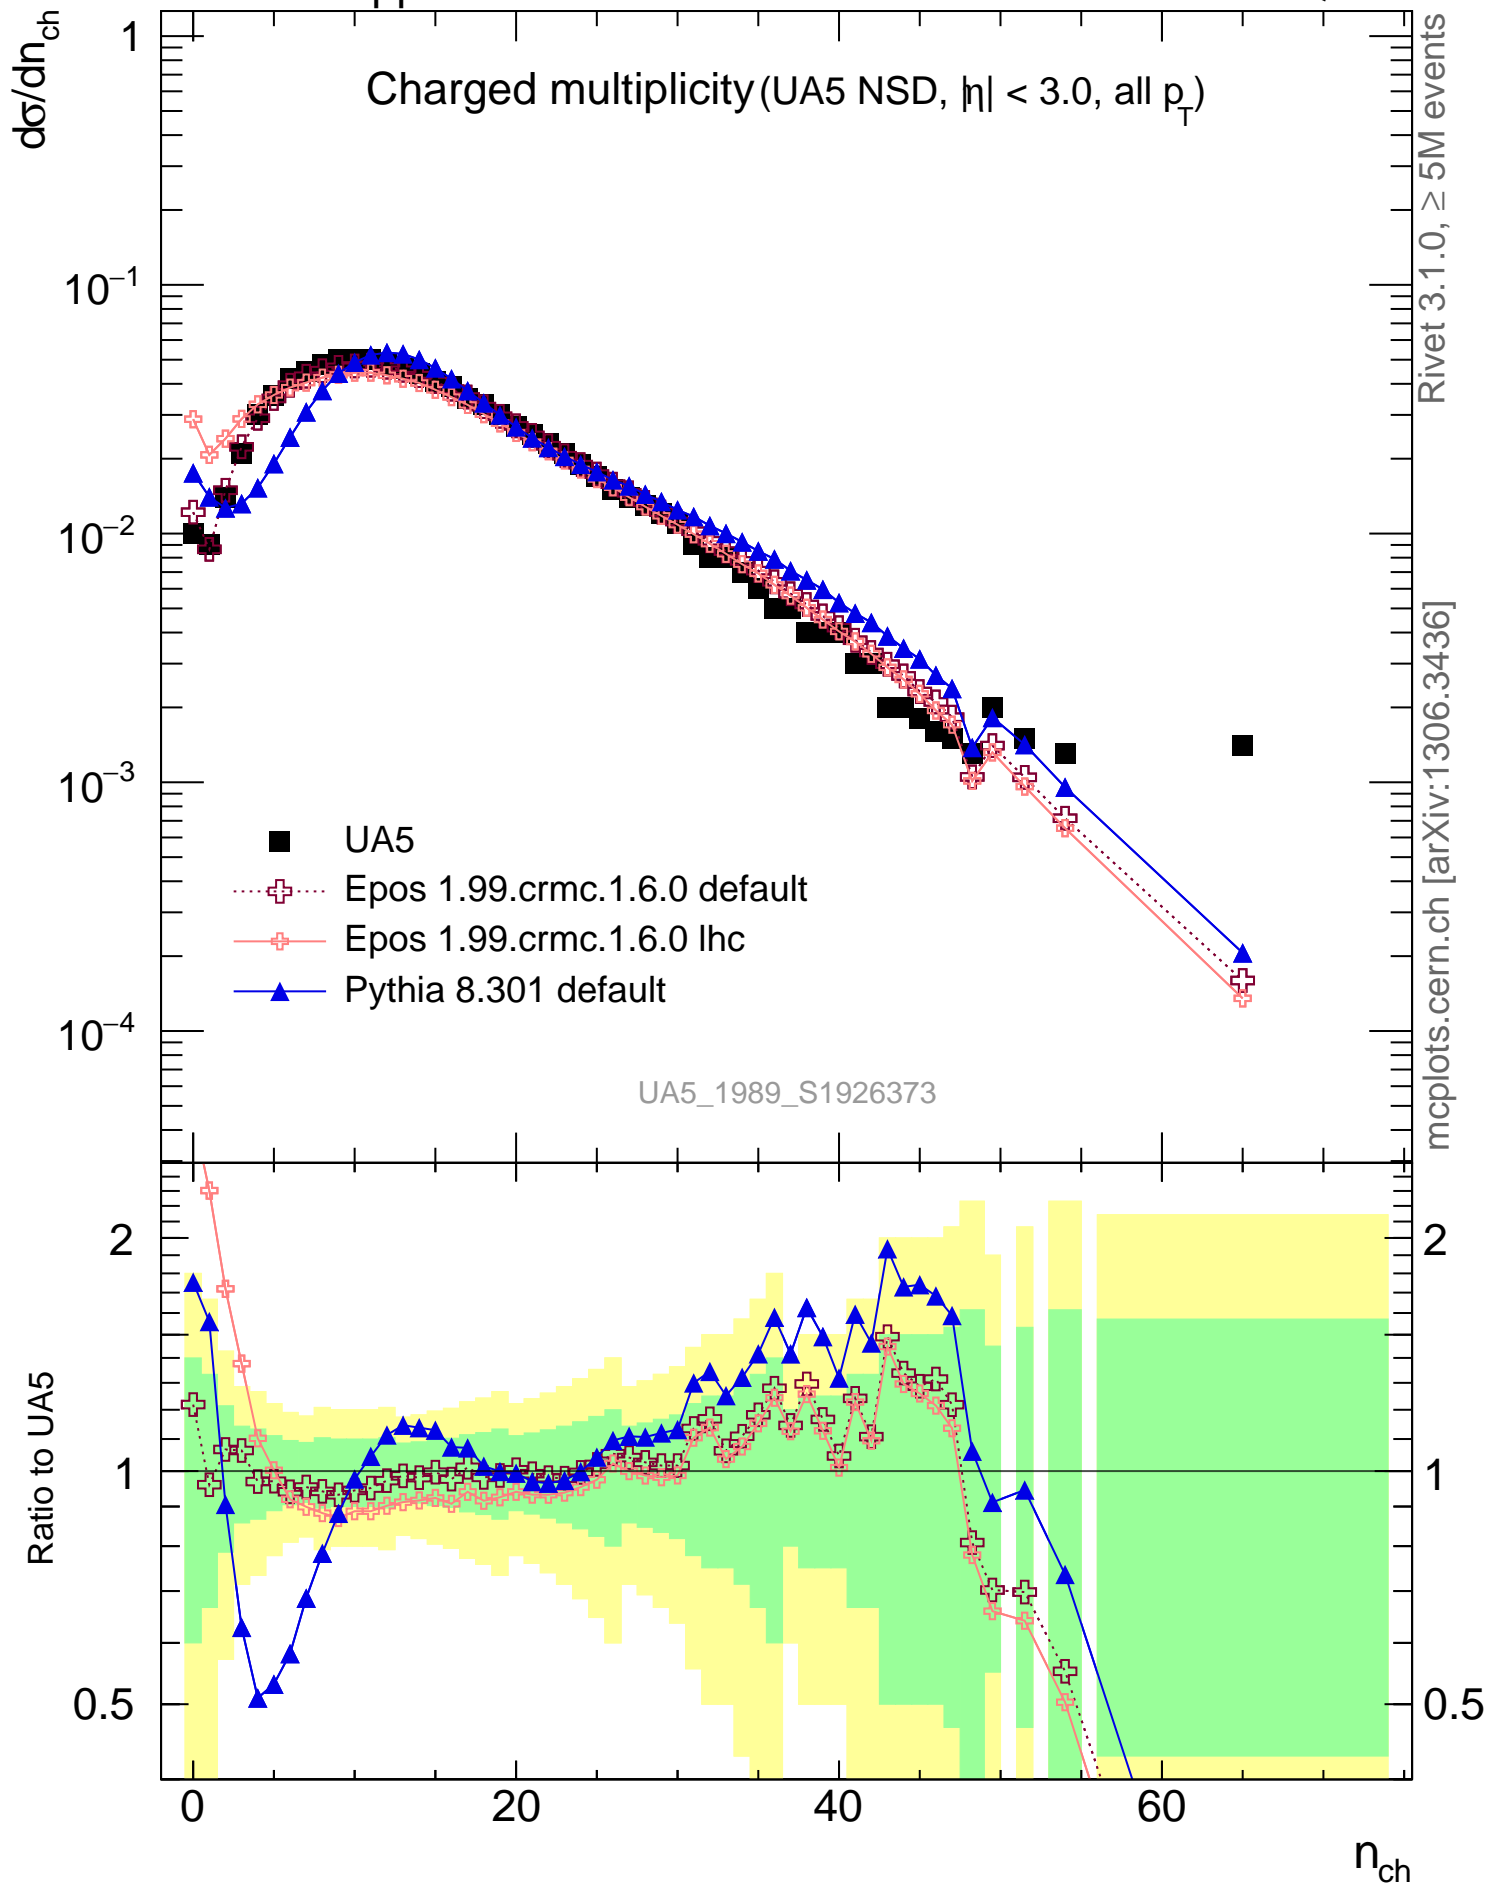 dσ/dn_ch
Charged multiplicity (UA5 NSD, |η| < 3.0, all p_T)
1
10⁻¹
10⁻²
10⁻³
10⁻⁴
UA5
Epos 1.99.crmc.1.6.0 default
Epos 1.99.crmc.1.6.0 lhc
Pythia 8.301 default
UA5_1989_S1926373
Rivet 3.1.0, ≥ 5M events
mcplots.cern.ch [arXiv:1306.3436]
Ratio to UA5
2
1
0.5
2
1
0.5
0 20 40 60
n_ch